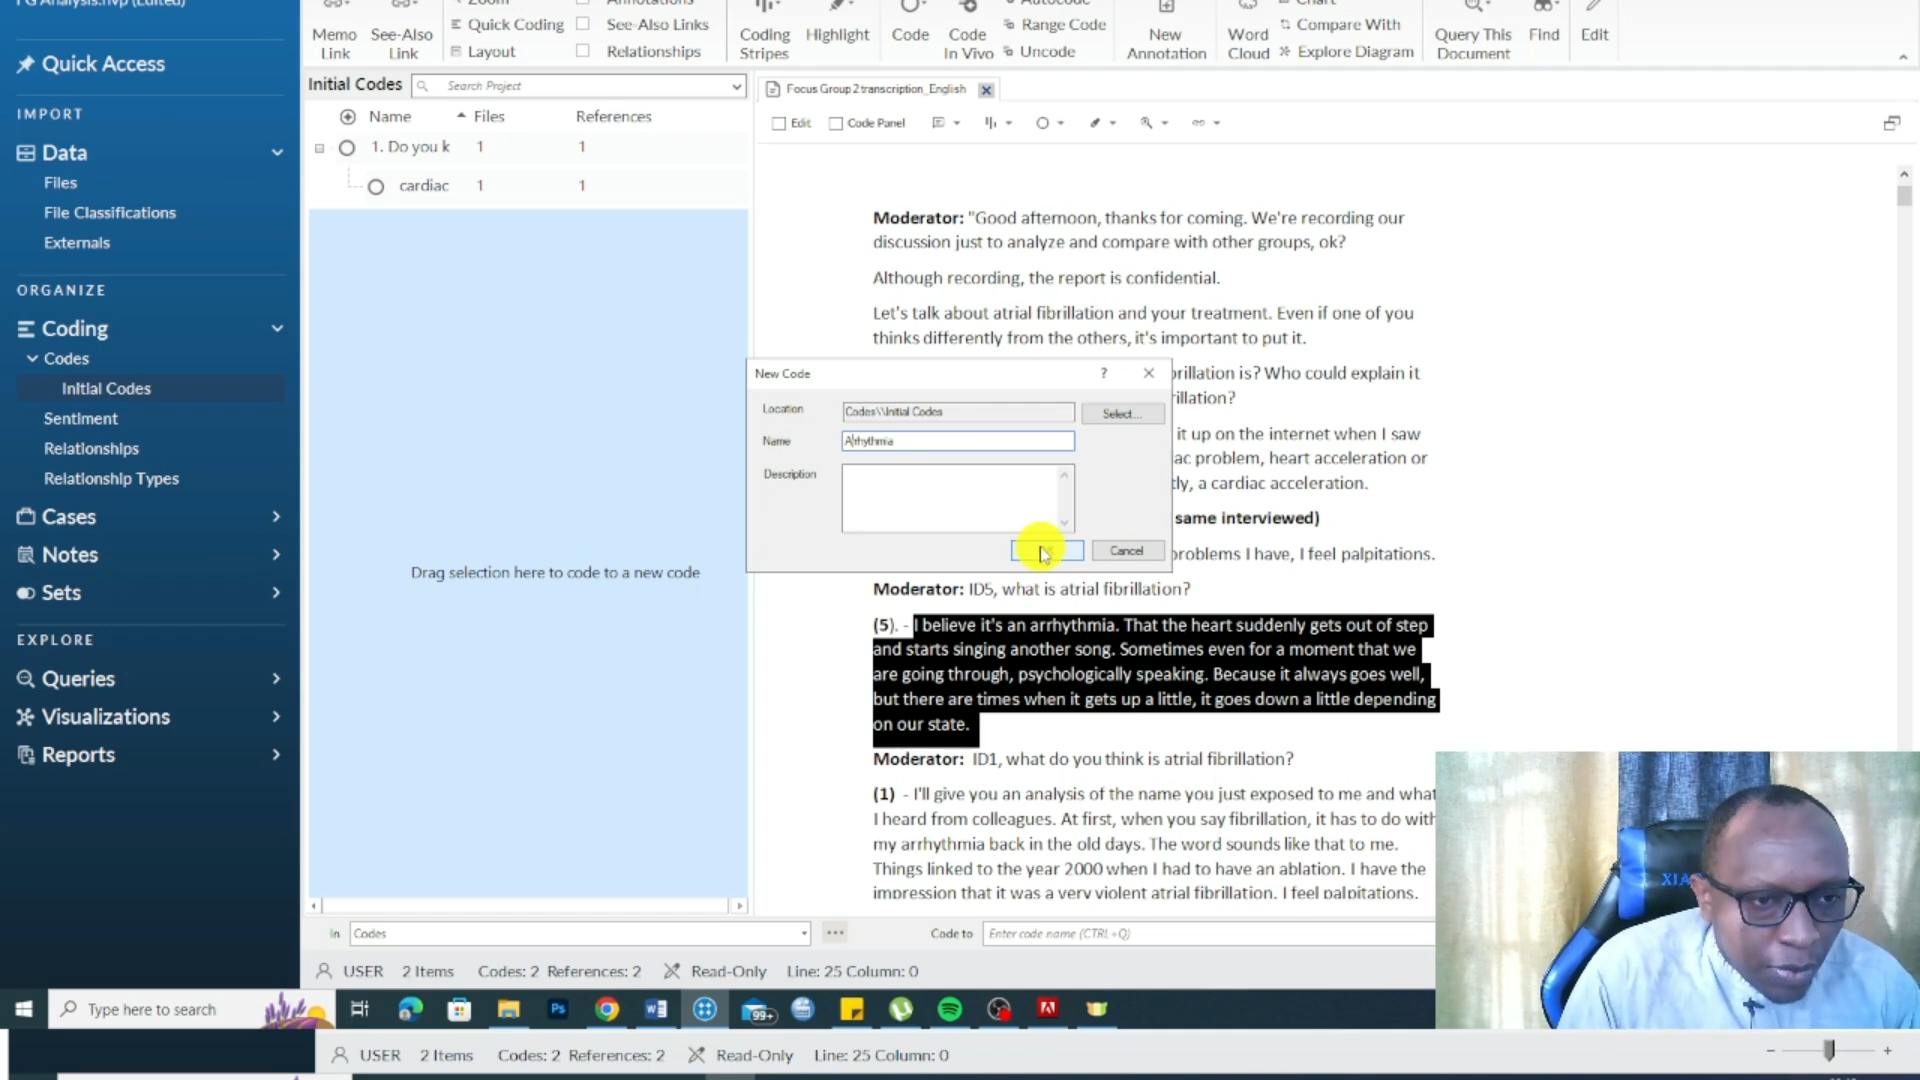 FG Analysis.nvp (Edited)
Quick Access
IMPORT
Data
Files
File Classifications
Externals
ORGANIZE
Coding
Codes
Initial Codes
Sentiment
Relationships
Relationship Types
Cases
Notes
Sets
EXPLORE
Queries
Visualizations
Reports
Memo Link
See-Also Link
Zoom
Quick Coding
Layout
Annotations
See-Also Links
Relationships
Coding Stripes
Highlight
Code
Code In Vivo
Autocode
Range Code
Uncode
New Annotation
Word Cloud
Chart
Compare With
Explore Diagram
Query This Document
Find
Edit
Initial Codes
Search Project
Name Files References
1. Do you k 1 1
cardiac 1 1
Drag selection here to code to a new code
Focus Group 2 transcription_English
Edit Code Panel
Moderator: "Good afternoon, thanks for coming. We're recording our
discussion just to analyze and compare with other groups, ok?
Although recording, the report is confidential.
Let's talk about atrial fibrillation and your treatment. Even if one of you
thinks differently from the others, it's important to put it.
brillation is? Who could explain it
rillation?
it up on the internet when I saw
ac problem, heart acceleration or
tly, a cardiac acceleration.
same interviewed)
problems I have, I feel palpitations.
Moderator: ID5, what is atrial fibrillation?
(5). - I believe it's an arrhythmia. That the heart suddenly gets out of step
and starts singing another song. Sometimes even for a moment that we
are going through, psychologically speaking. Because it always goes well,
but there are times when it gets up a little, it goes down a little depending
on our state.
Moderator: ID1, what do you think is atrial fibrillation?
(1) - I'll give you an analysis of the name you just exposed to me and what
I heard from colleagues. At first, when you say fibrillation, it has to do with
my arrhythmia back in the old days. The word sounds like that to me.
Things linked to the year 2000 when I had to have an ablation. I have the
impression that it was a very violent atrial fibrillation. I feel palpitations.
New Code ?
Location Codes\\Initial Codes Select...
Name Arrhythmia
Description
Cancel
In Codes
Code to Enter code name (CTRL+Q)
USER 2 Items Codes: 2 References: 2 Read-Only Line: 25 Column: 0
Type here to search
Ps
99+
XIA
USER 2 Items Codes: 2 References: 2 Read-Only Line: 25 Column: 0